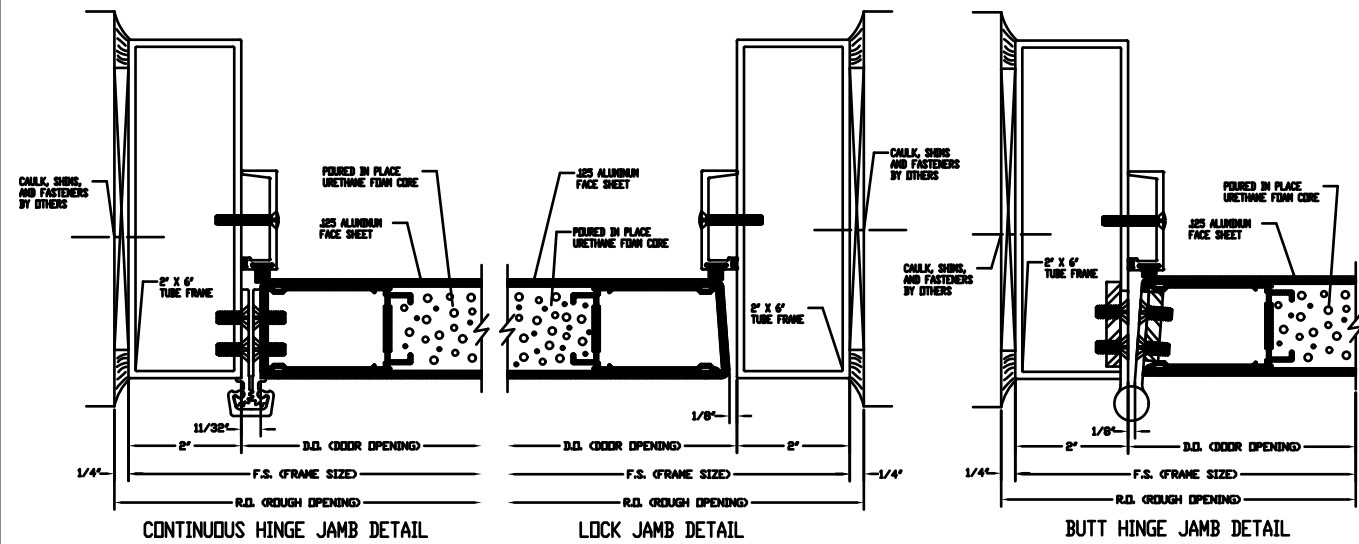 CAULK, SHIMS,
AND FASTENERS
BY OTHERS
POURED IN PLACE
URETHANE FOAM CORE
.125 ALUMINUM
FACE SHEET
2" X 6"
TUBE FRAME
11/32"
2"
D.O. (DOOR OPENING)
1/4"
F.S. (FRAME SIZE)
R.O. (ROUGH OPENING)
CONTINUOUS HINGE JAMB DETAIL
.125 ALUMINUM
FACE SHEET
POURED IN PLACE
URETHANE FOAM CORE
CAULK, SHIMS
AND FASTENERS
BY OTHERS
2" X 6"
TUBE FRAME
1/8"
D.O. (DOOR OPENING)
2"
F.S. (FRAME SIZE)
1/4"
R.O. (ROUGH OPENING)
LOCK JAMB DETAIL
CAULK, SHIMS,
AND FASTENERS
BY OTHERS
2" X 6"
TUBE FRAME
POURED IN PLACE
URETHANE FOAM CORE
.125 ALUMINUM
FACE SHEET
1/8"
2"
D.O. (DOOR OPENING)
1/4"
F.S. (FRAME SIZE)
R.O. (ROUGH OPENING)
BUTT HINGE JAMB DETAIL